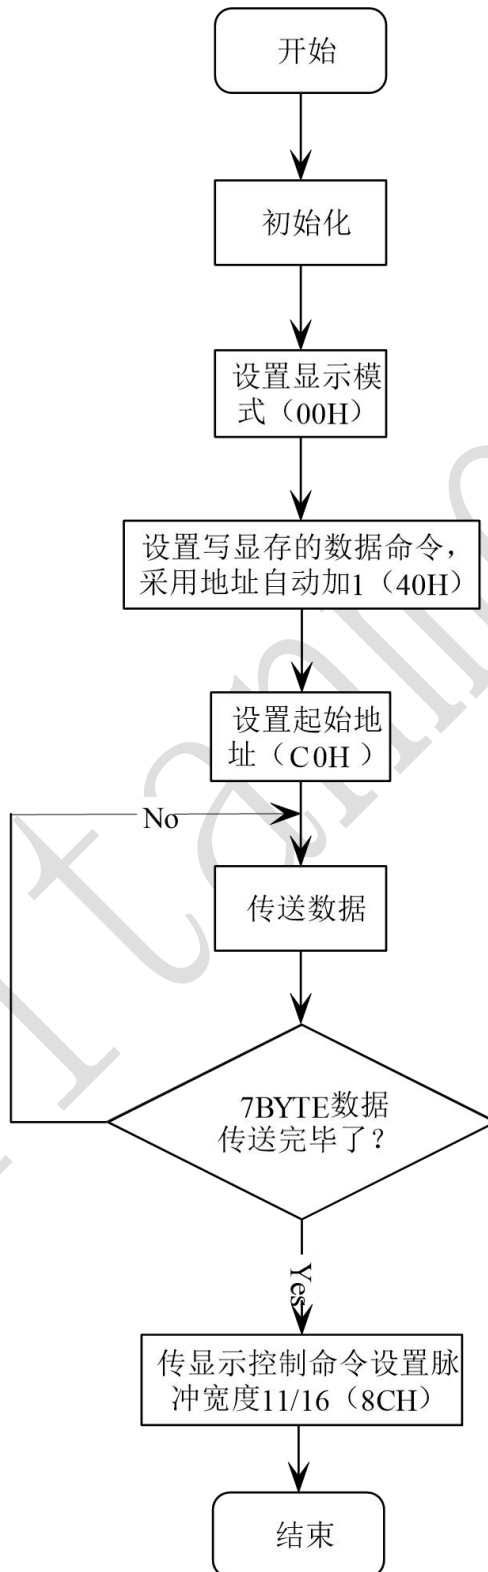 开始
初始化
设置显示模
式（00H）
设置写显存的数据命令，
采用地址自动加1（40H）
设置起始地
址（C0H）
No
传送数据
7BYTE数据
传送完毕了？
Yes
传显示控制命令设置脉
冲宽度11/16（8CH）
结束